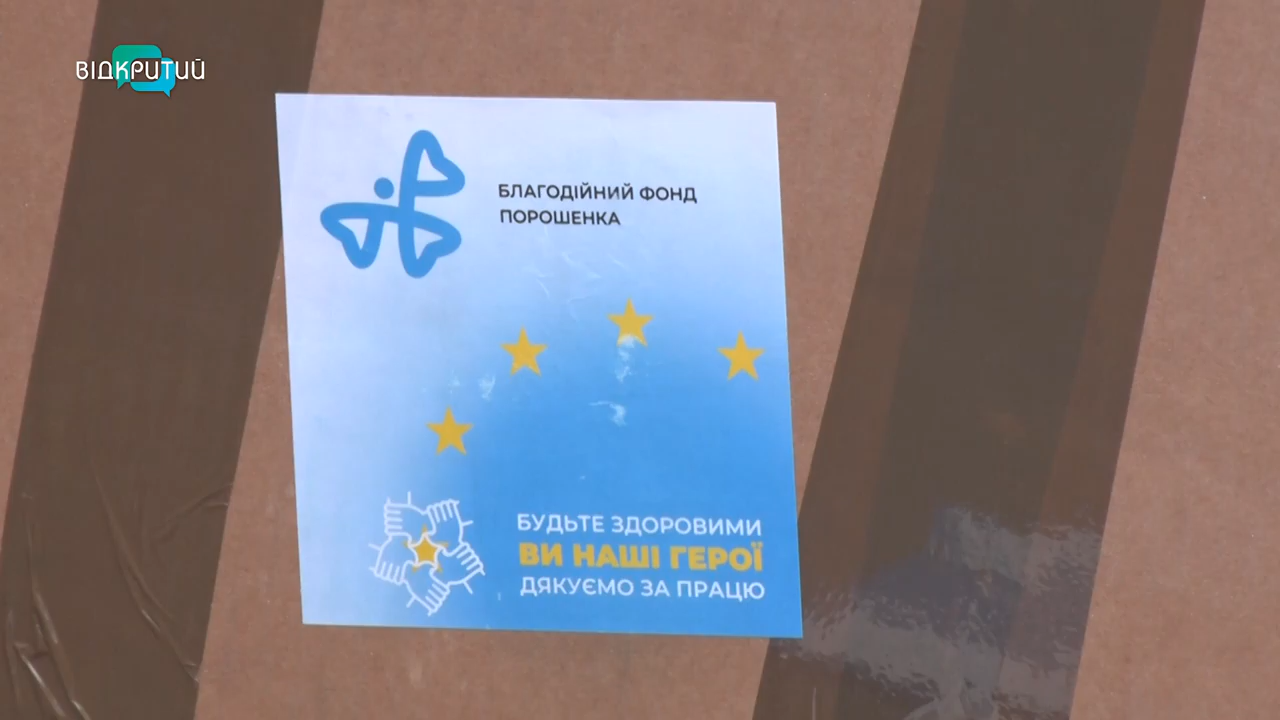 ВІДКРИТИЙ
БЛАГОДІЙНИЙ ФОНД
ПОРОШЕНКА
БУДЬТЕ ЗДОРОВИМИ
ВИ НАШІ ГЕРОЇ
ДЯКУЄМО ЗА ПРАЦЮ